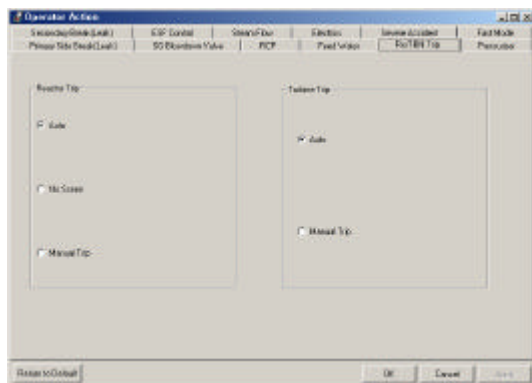 Operator Action
Secondary Break(Leak) ESF Control Steam Flow Election Severe Accident Fast Mode
Primary Side Break(Leak) SG Blowdown Valve RCP Feed Water Rx/TBN Trip Pressurizer
Reactor Trip
Turbine Trip
Auto
Auto
No Scram
Manual Trip
Manual Trip
Return to Default OK Cancel Apply